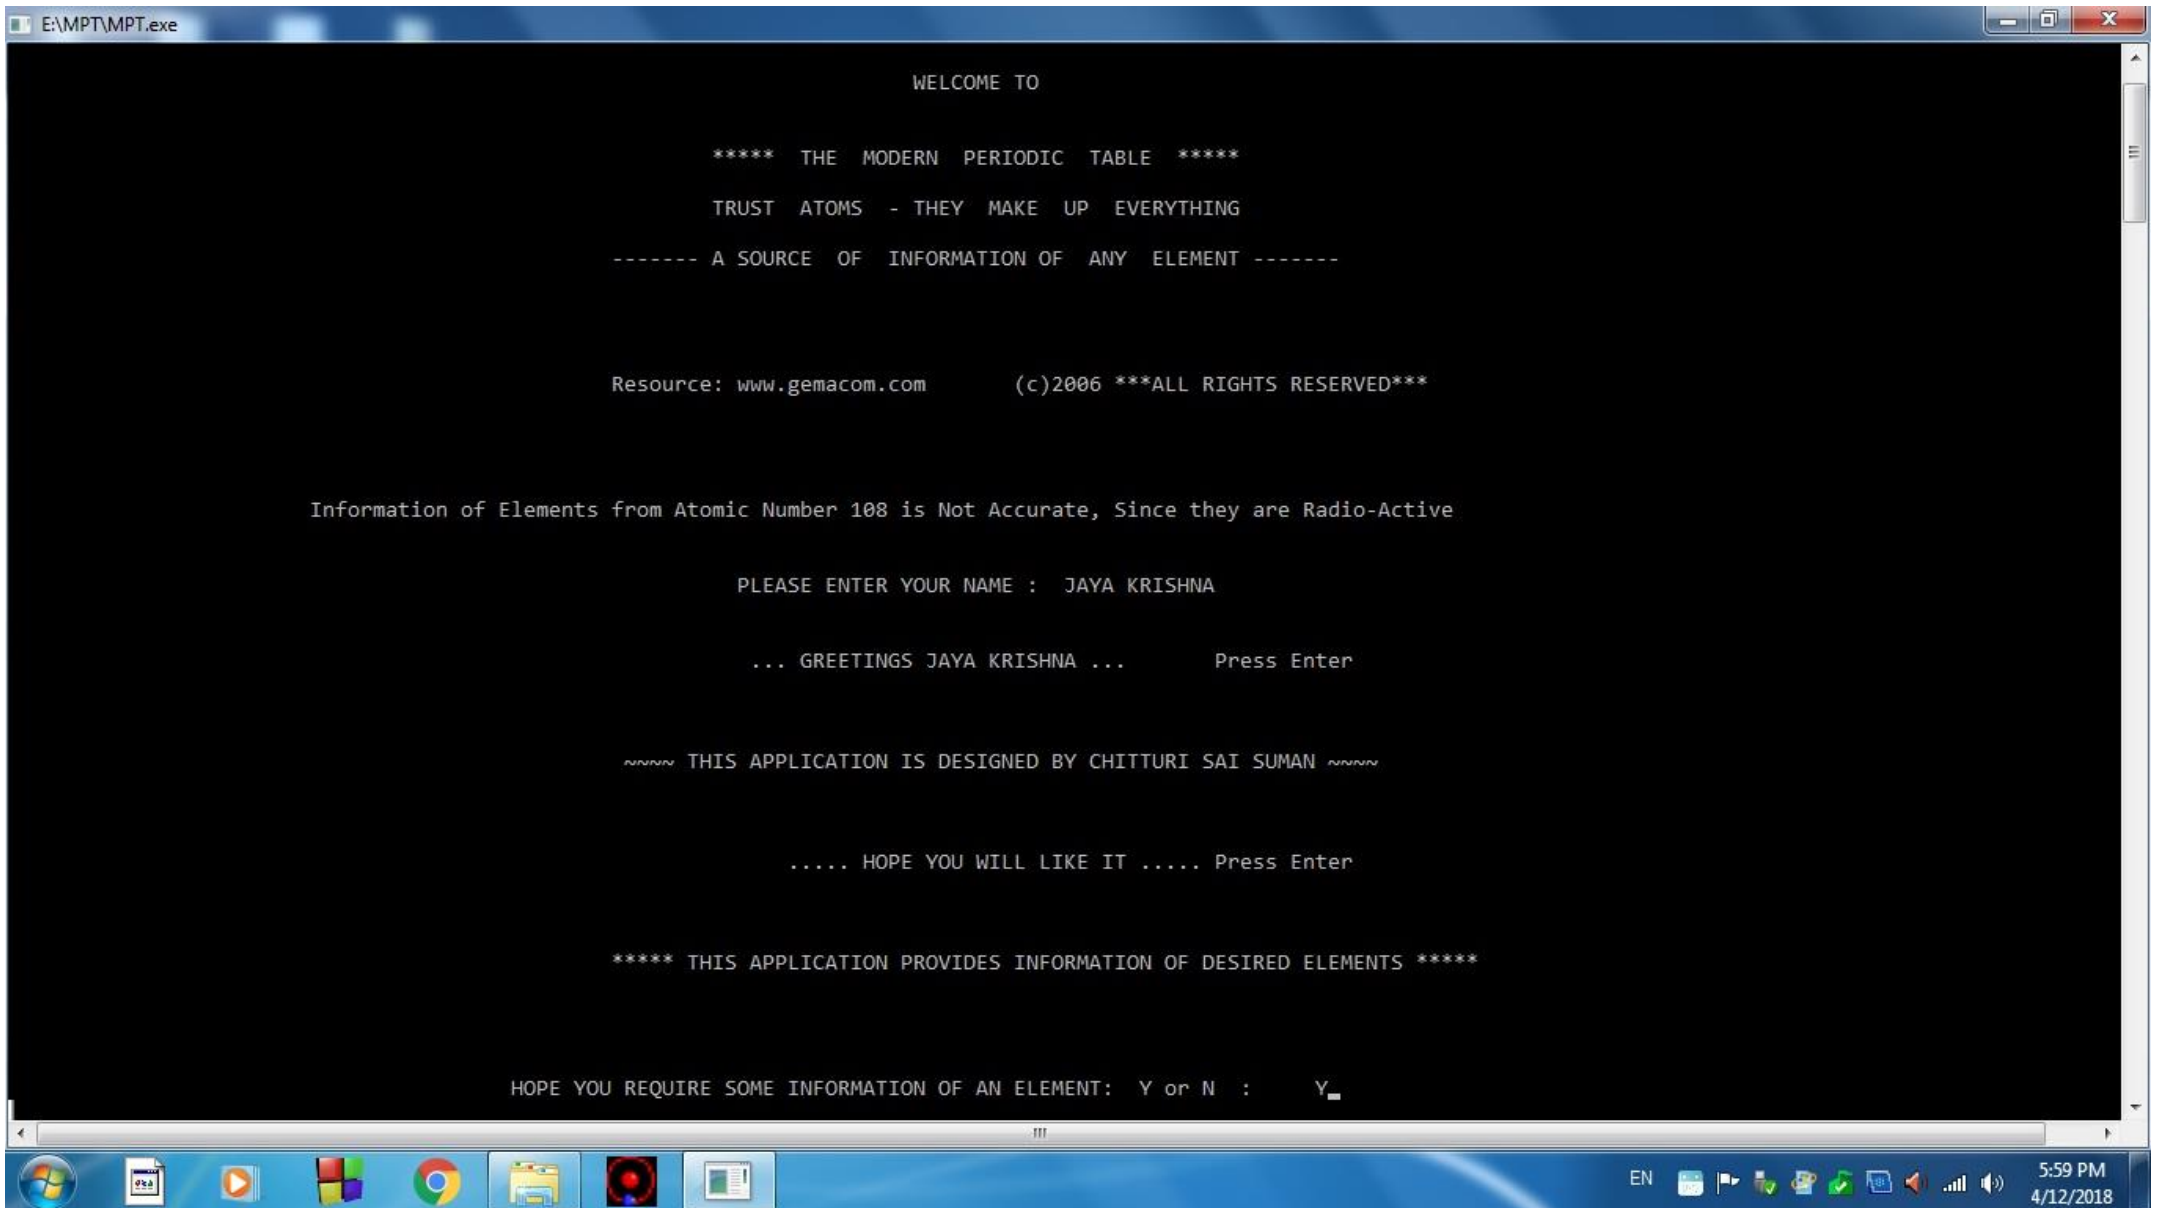 E:\MPT\MPT.exe
WELCOME TO
***** THE MODERN PERIODIC TABLE *****
TRUST ATOMS - THEY MAKE UP EVERYTHING
------- A SOURCE OF INFORMATION OF ANY ELEMENT -------
Resource: www.gemacom.com (c)2006 ***ALL RIGHTS RESERVED***
Information of Elements from Atomic Number 108 is Not Accurate, Since they are Radio-Active
PLEASE ENTER YOUR NAME : JAYA KRISHNA
... GREETINGS JAYA KRISHNA ... Press Enter
~~~~ THIS APPLICATION IS DESIGNED BY CHITTURI SAI SUMAN ~~~~
..... HOPE YOU WILL LIKE IT ..... Press Enter
***** THIS APPLICATION PROVIDES INFORMATION OF DESIRED ELEMENTS *****
HOPE YOU REQUIRE SOME INFORMATION OF AN ELEMENT: Y or N : Y_
EN
5:59 PM
4/12/2018